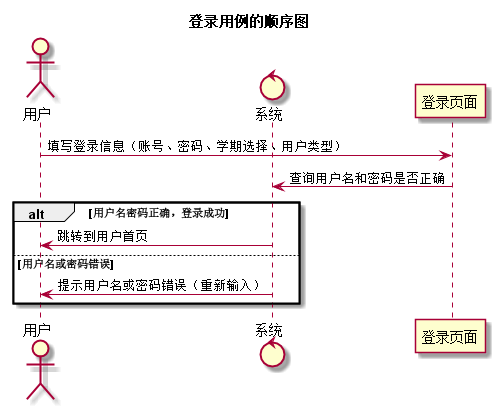 登录用例的顺序图
用户
系统
登录页面
填写登录信息（账号、密码、学期选择、用户类型）
查询用户名和密码是否正确
alt [用户名密码正确，登录成功]
跳转到用户首页
[用户名或密码错误]
提示用户名或密码错误（重新输入）
用户
系统
登录页面